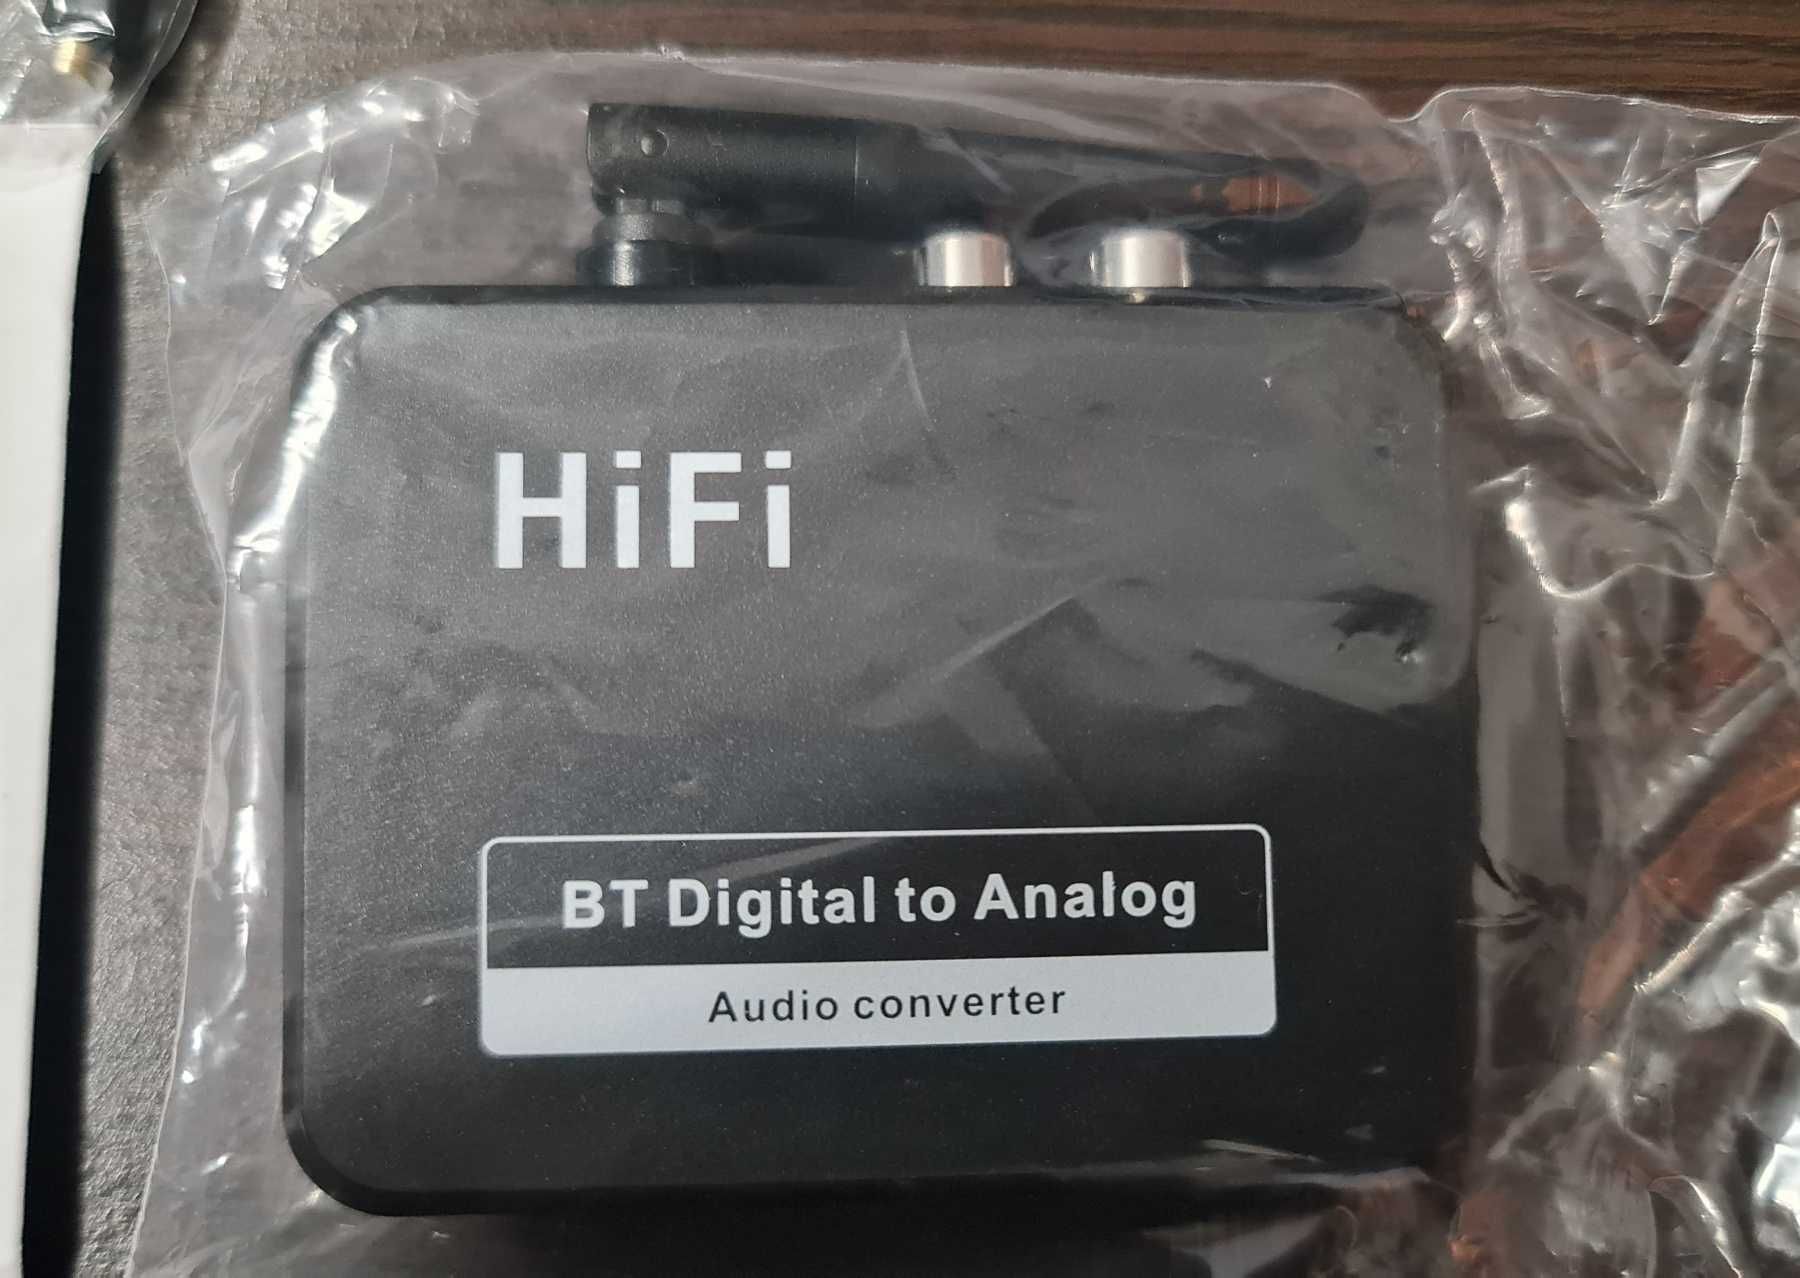 HiFi
BT Digital to Analog
Audio converter